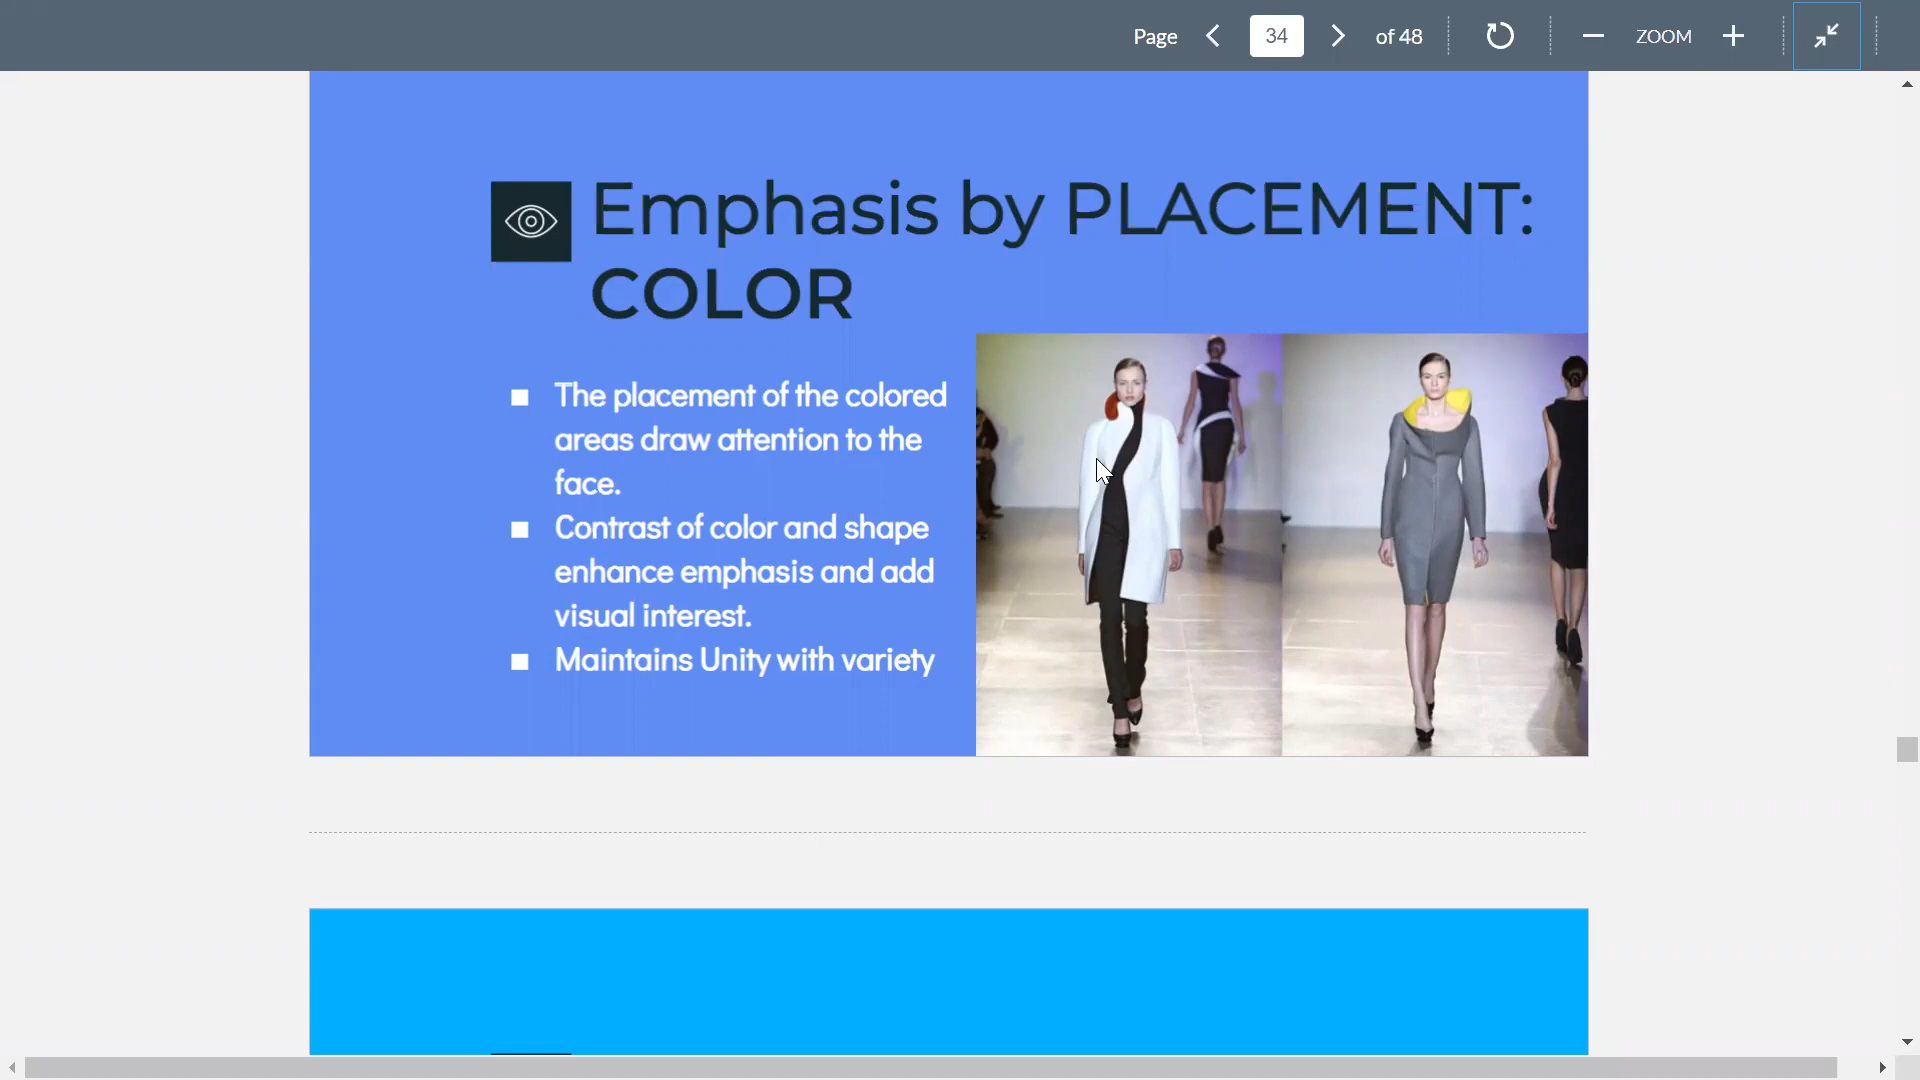 Page 34 of 48 ZOOM
Emphasis by PLACEMENT:
COLOR
The placement of the colored
areas draw attention to the
face.
Contrast of color and shape
enhance emphasis and add
visual interest.
Maintains Unity with variety